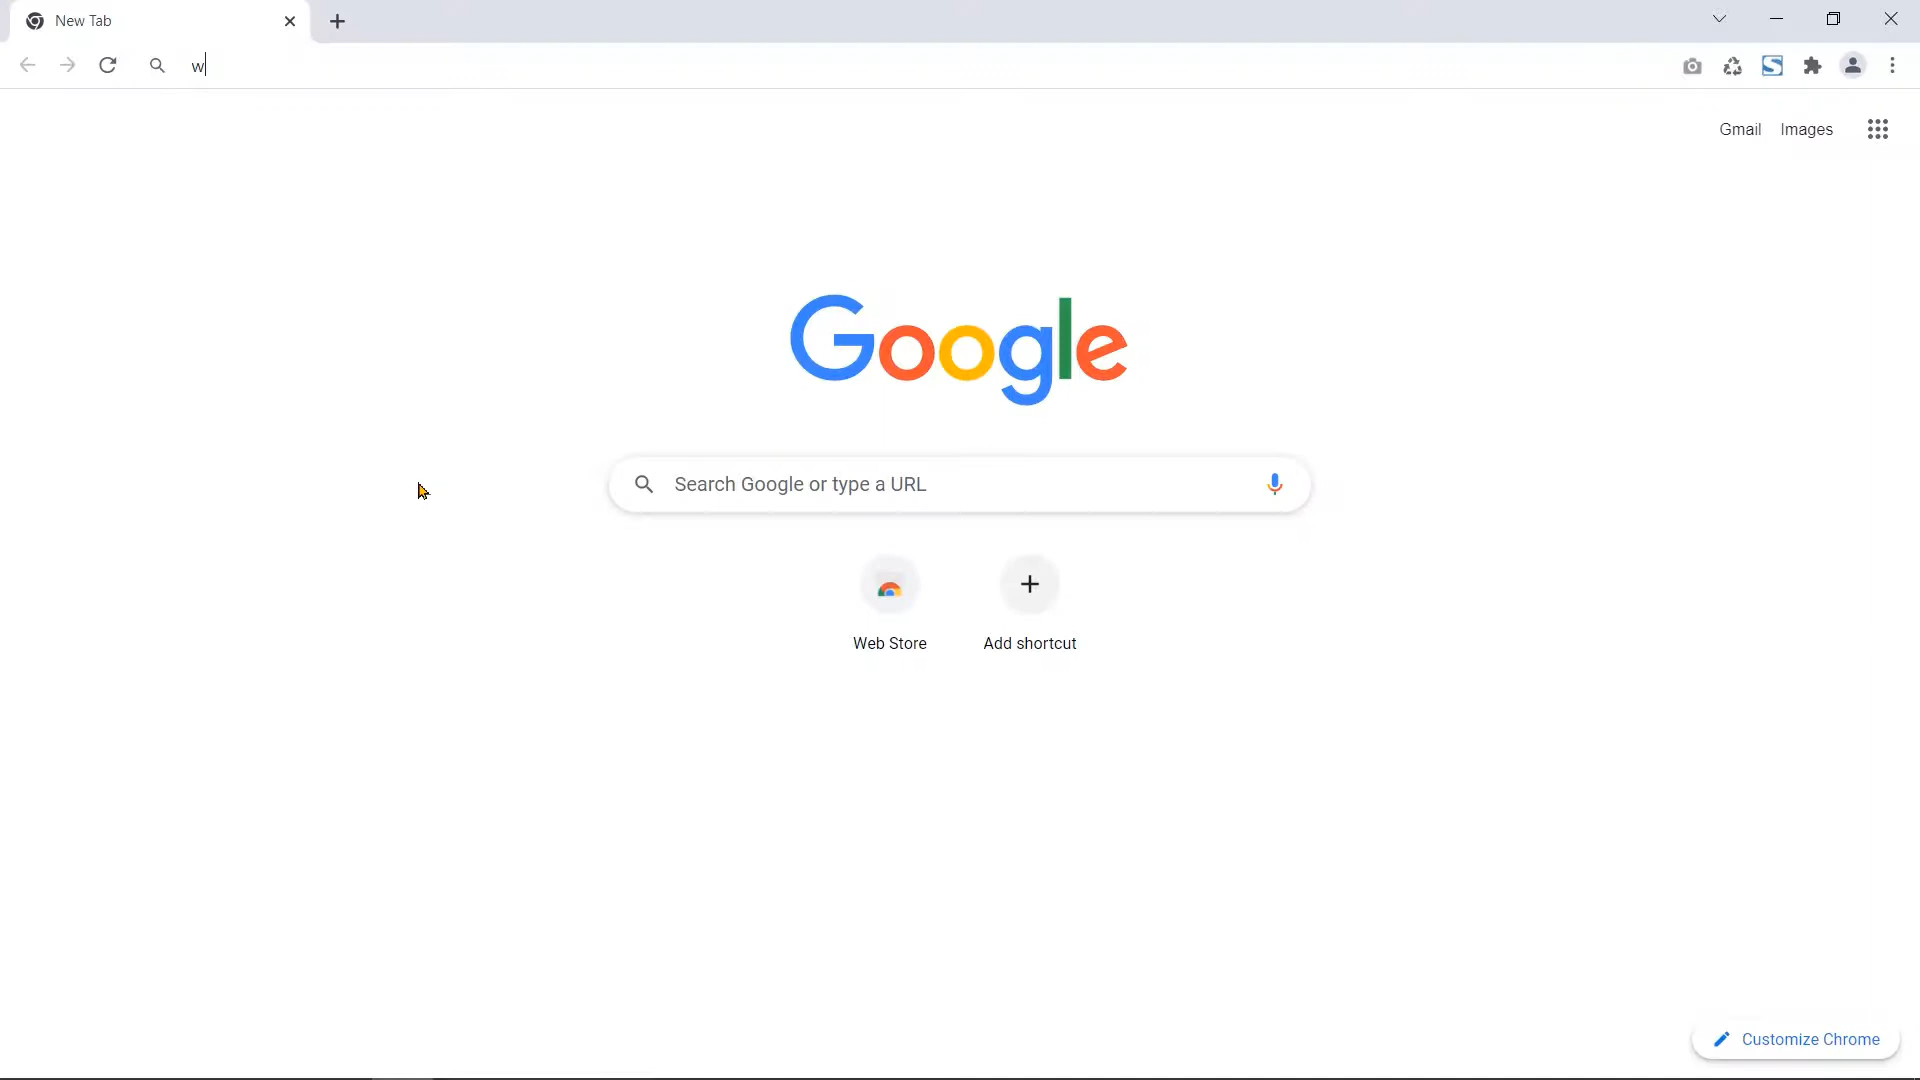 New Tab
w
Gmail Images
Google
Search Google or type a URL
Web Store Add shortcut
Customize Chrome